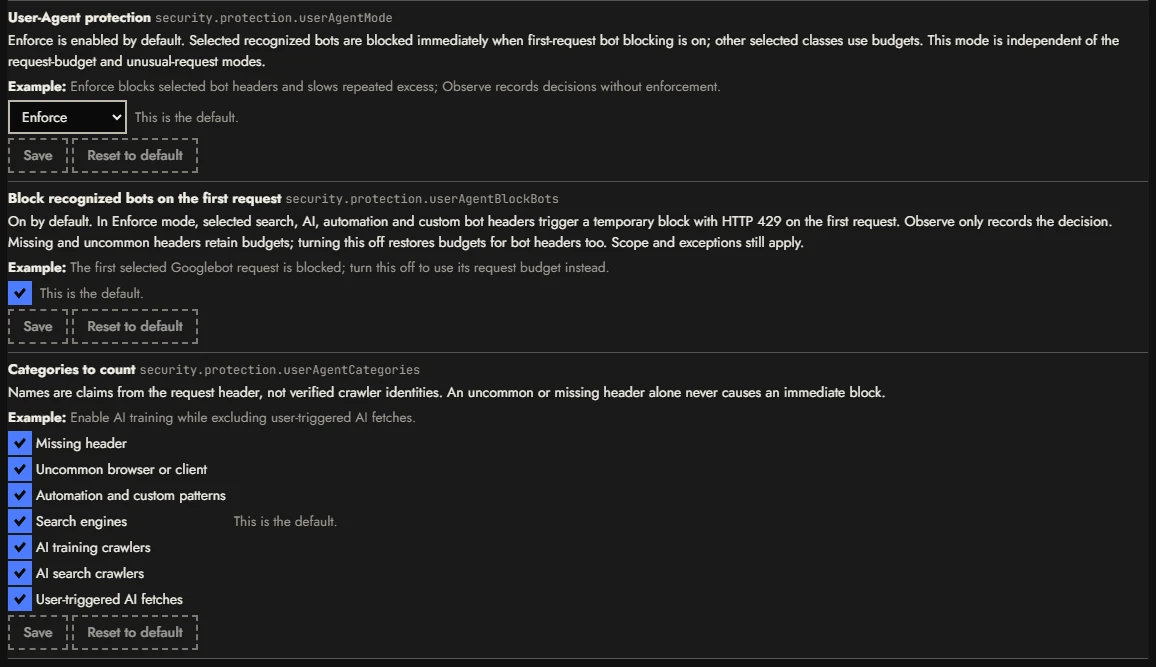 User-Agent protection security.protection.userAgentMode
Enforce is enabled by default. Selected recognized bots are blocked immediately when first-request bot blocking is on; other selected classes use budgets. This mode is independent of the
request-budget and unusual-request modes.
Example: Enforce blocks selected bot headers and slows repeated excess; Observe records decisions without enforcement.
Enforce This is the default.
Save Reset to default
Block recognized bots on the first request security.protection.userAgentBlockBots
On by default. In Enforce mode, selected search, AI, automation and custom bot headers trigger a temporary block with HTTP 429 on the first request. Observe only records the decision.
Missing and uncommon headers retain budgets; turning this off restores budgets for bot headers too. Scope and exceptions still apply.
Example: The first selected Googlebot request is blocked; turn this off to use its request budget instead.
This is the default.
Save Reset to default
Categories to count security.protection.userAgentCategories
Names are claims from the request header, not verified crawler identities. An uncommon or missing header alone never causes an immediate block.
Example: Enable AI training while excluding user-triggered AI fetches.
Missing header
Uncommon browser or client
Automation and custom patterns
Search engines This is the default.
AI training crawlers
AI search crawlers
User-triggered AI fetches
Save Reset to default